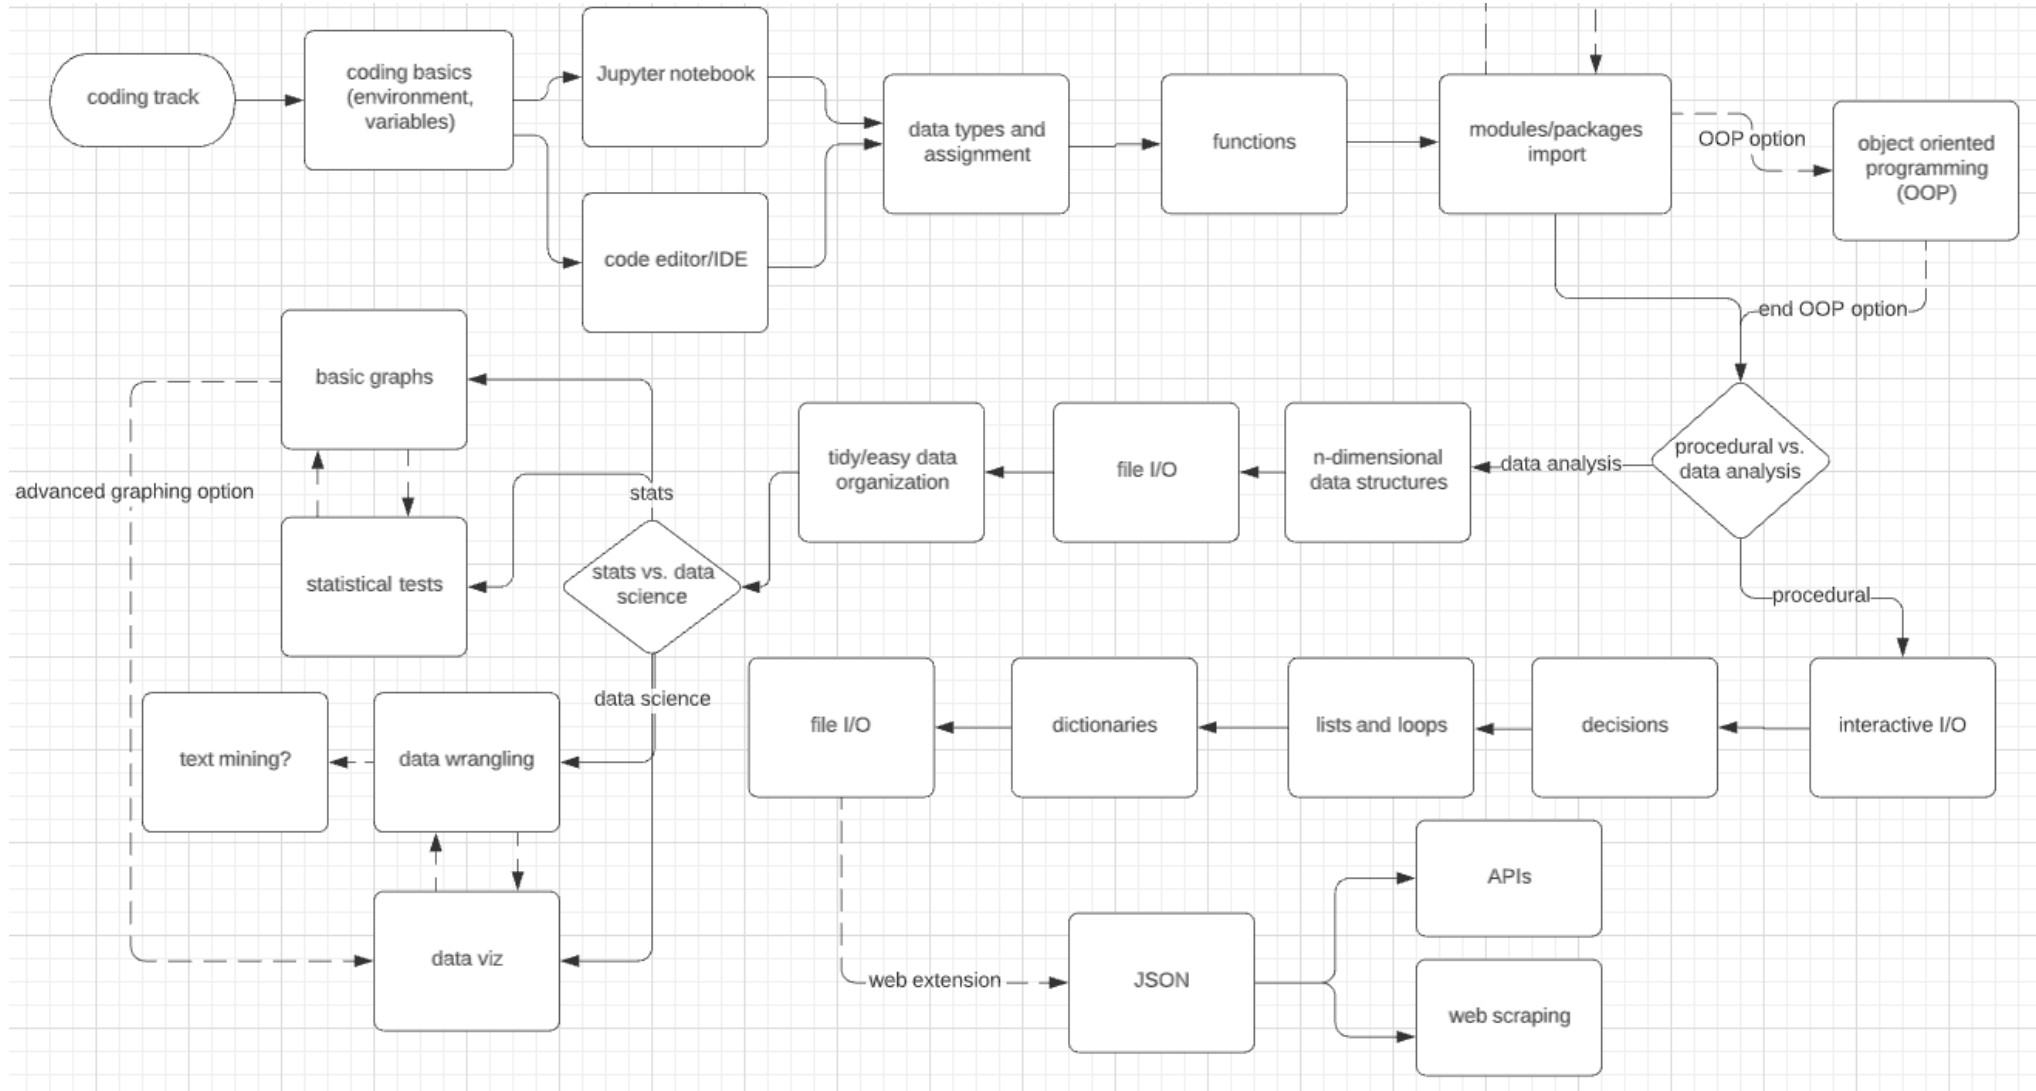 coding track
coding basics
(environment,
variables)
Jupyter notebook
code editor/IDE
data types and
assignment
functions
modules/packages
import
OOP option
object oriented
programming
(OOP)
end OOP option
procedural vs.
data analysis
data analysis
n-dimensional
data structures
file I/O
tidy/easy data
organization
stats vs. data
science
stats
basic graphs
statistical tests
advanced graphing option
data science
data wrangling
text mining?
data viz
procedural
interactive I/O
decisions
lists and loops
dictionaries
file I/O
web extension
JSON
APIs
web scraping